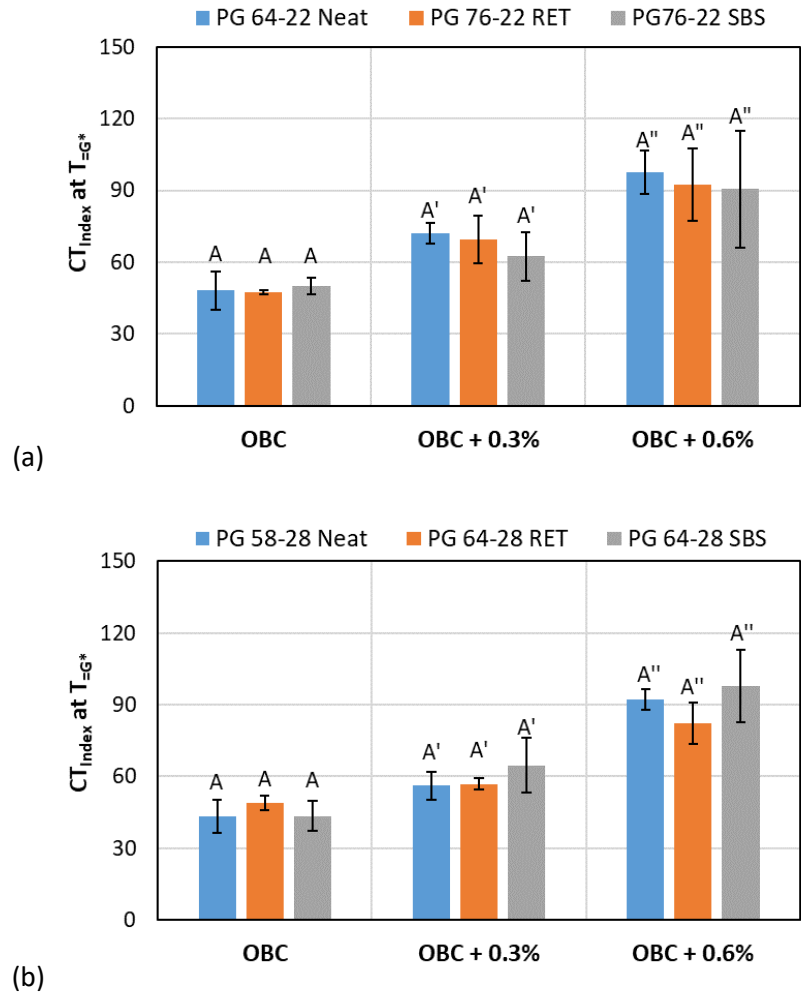 PG 64-22 Neat PG 76-22 RET PG76-22 SBS
150
120
90
60
30
0
CTIndex at T=G*
A A A
A' A' A'
A" A" A"
OBC OBC + 0.3% OBC + 0.6%
(a)
PG 58-28 Neat PG 64-28 RET PG 64-28 SBS
150
120
90
60
30
0
CTIndex at T=G*
A A A
A' A' A'
A" A" A"
OBC OBC + 0.3% OBC + 0.6%
(b)